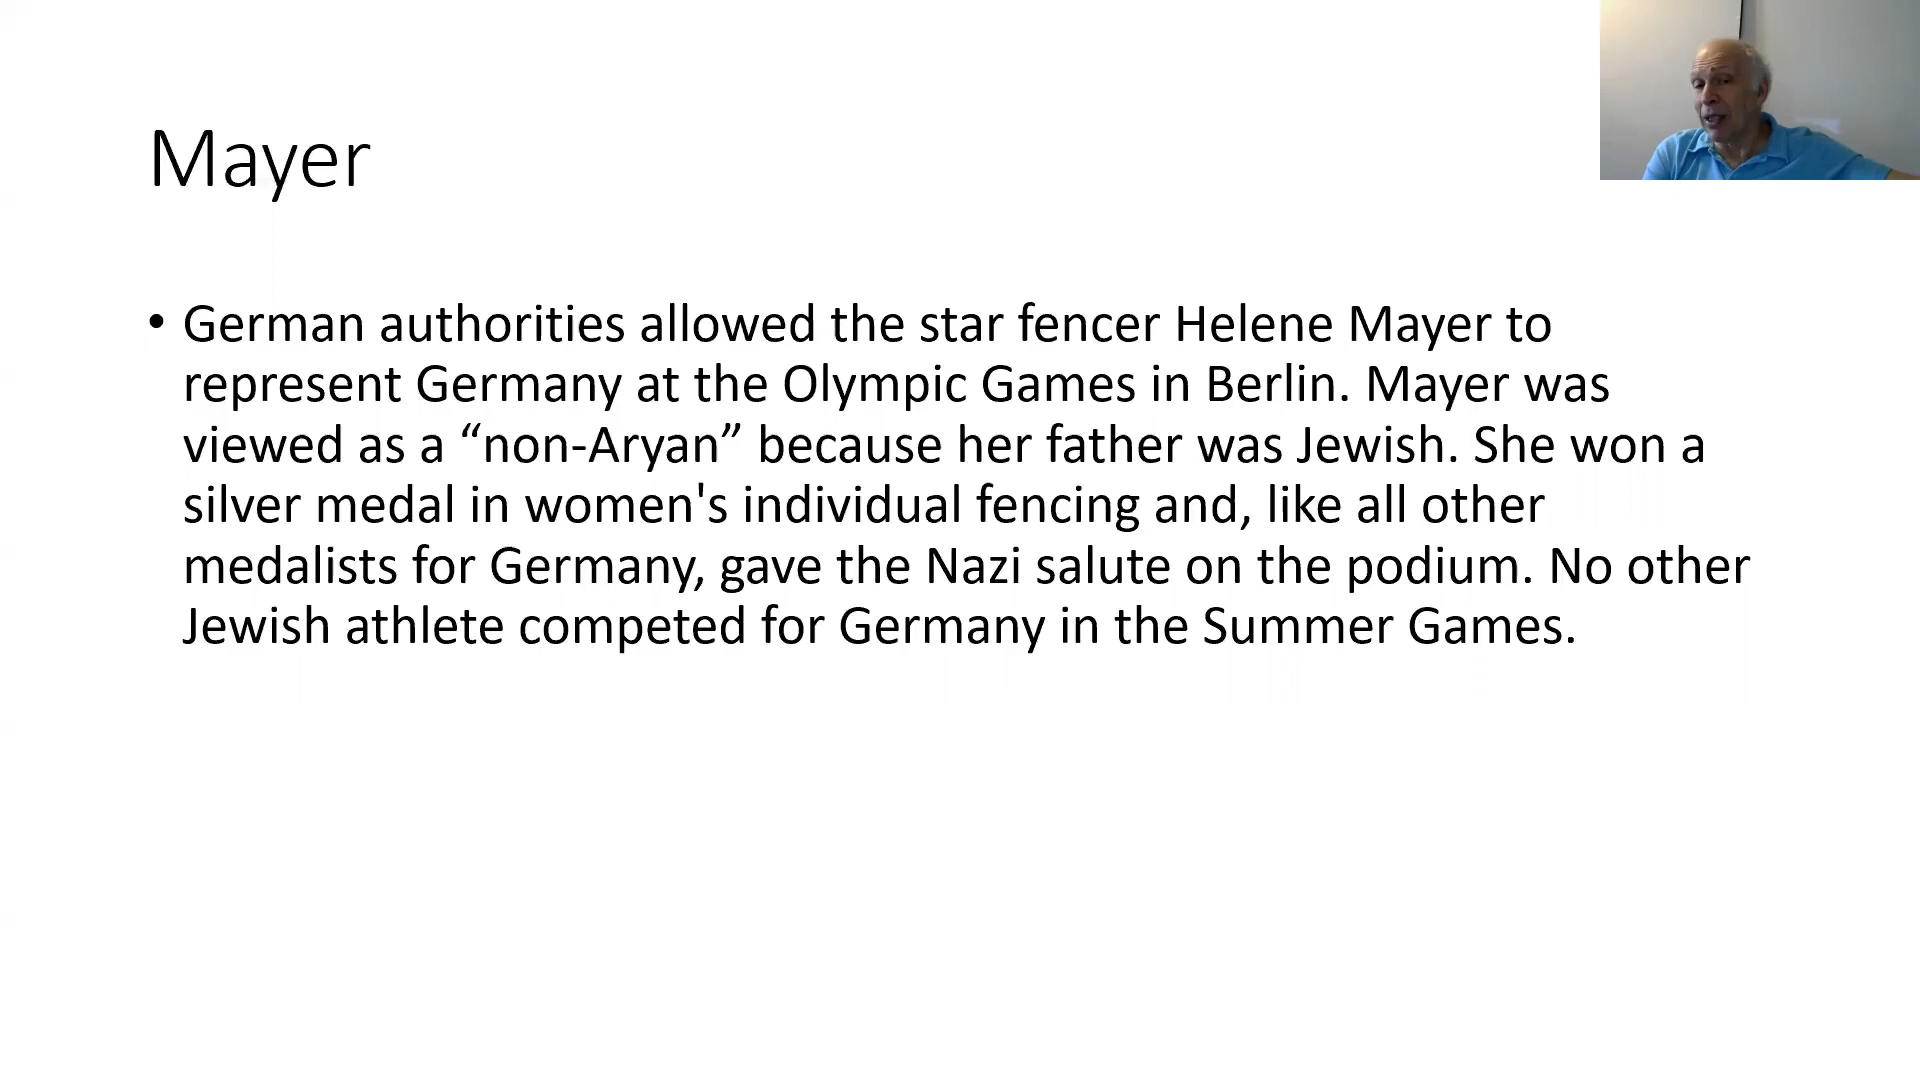 Mayer
• German authorities allowed the star fencer Helene Mayer to
represent Germany at the Olympic Games in Berlin. Mayer was
viewed as a “non-Aryan” because her father was Jewish. She won a
silver medal in women's individual fencing and, like all other
medalists for Germany, gave the Nazi salute on the podium. No other
Jewish athlete competed for Germany in the Summer Games.